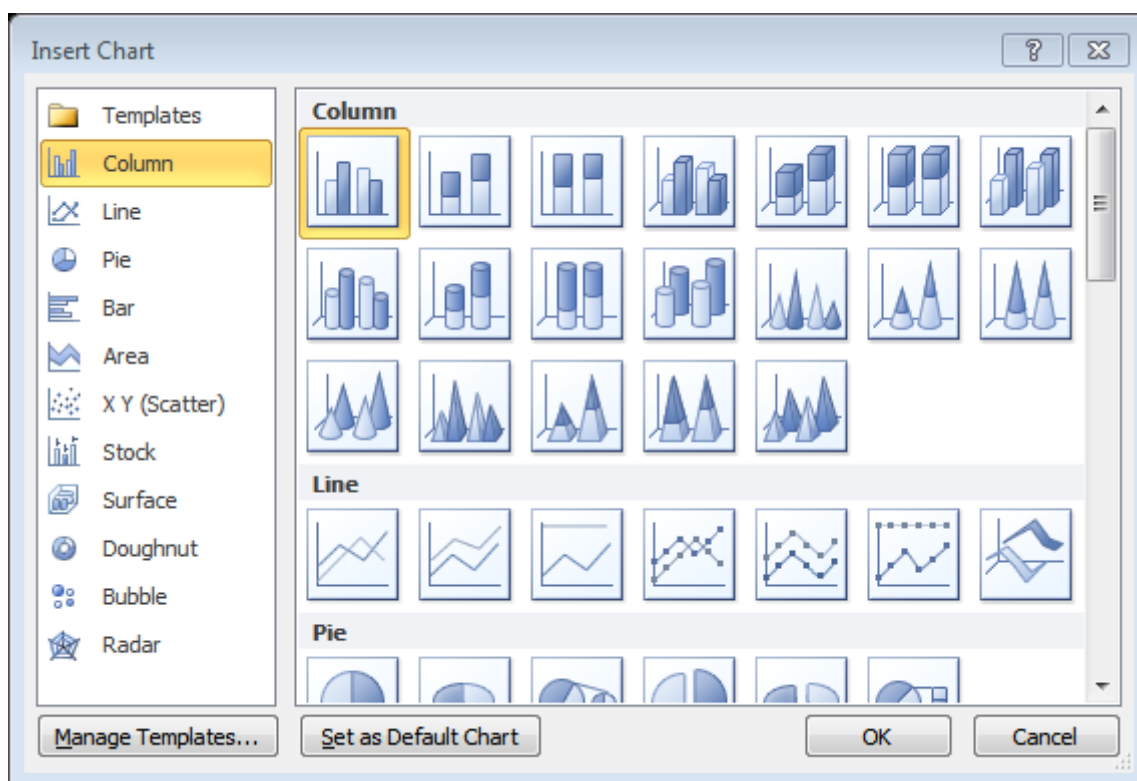 Insert Chart
Templates
Column
Line
Pie
Bar
Area
X Y (Scatter)
Stock
Surface
Doughnut
Bubble
Radar
Column
Line
Pie
Manage Templates...
Set as Default Chart
OK
Cancel